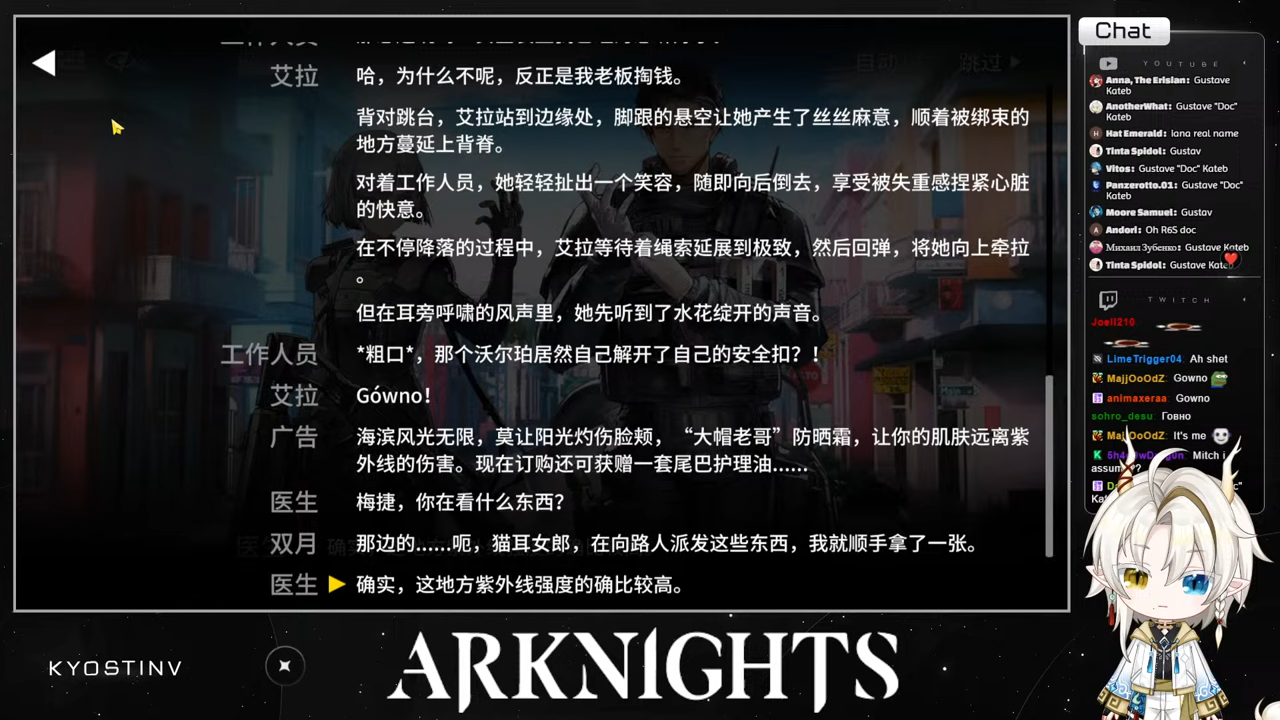 艾拉
哈，为什么不呢，反正是我老板掏钱。
背对跳台，艾拉站到边缘处，脚跟的悬空让她产生了丝丝麻意，顺着被绑束的
地方蔓延上背脊。
对着工作人员，她轻轻扯出一个笑容，随即向后倒去，享受被失重感捏紧心脏
的快意。
在不停降落的过程中，艾拉等待着绳索延展到极致，然后回弹，将她向上牵拉
。
但在耳旁呼啸的风声里，她先听到了水花绽开的声音。
工作人员
*粗口*，那个沃尔珀居然自己解开了自己的安全扣？！
艾拉
Gówno！
广告
海滨风光无限，莫让阳光灼伤脸颊，“大帽老哥”防晒霜，让你的肌肤远离紫
外线的伤害。现在订购还可获赠一套尾巴护理油......
医生
梅捷，你在看什么东西？
双月
那边的......呃，猫耳女郎，在向路人派发这些东西，我就顺手拿了一张。
医生
确实，这地方紫外线强度的确比较高。
自动
跳过
KYOSTINV
ARKNIGHTS
Chat
YOUTUBE
Anna, The Erisian: Gustave
Kateb
AnotherWhat: Gustave "Doc"
Kateb
Hat Emerald: iana real name
Tinta Spidol: Gustav
Vitos: Gustave "Doc" Kateb
Panzerotto.01: Gustave "Doc"
Kateb
Moore Samuel: Gustav
Andori: Oh R6S doc
Михаил Зубенко: Gustave Kateb
Tinta Spidol: Gustave Kateb
TWITCH
Joell210
LimeTrigger04 Ah shet
MajjOoOdZ: Gowno
animaxeraa: Gowno
sohro_desu: Говно
MajjOoOdZ: It's me
Mitch i